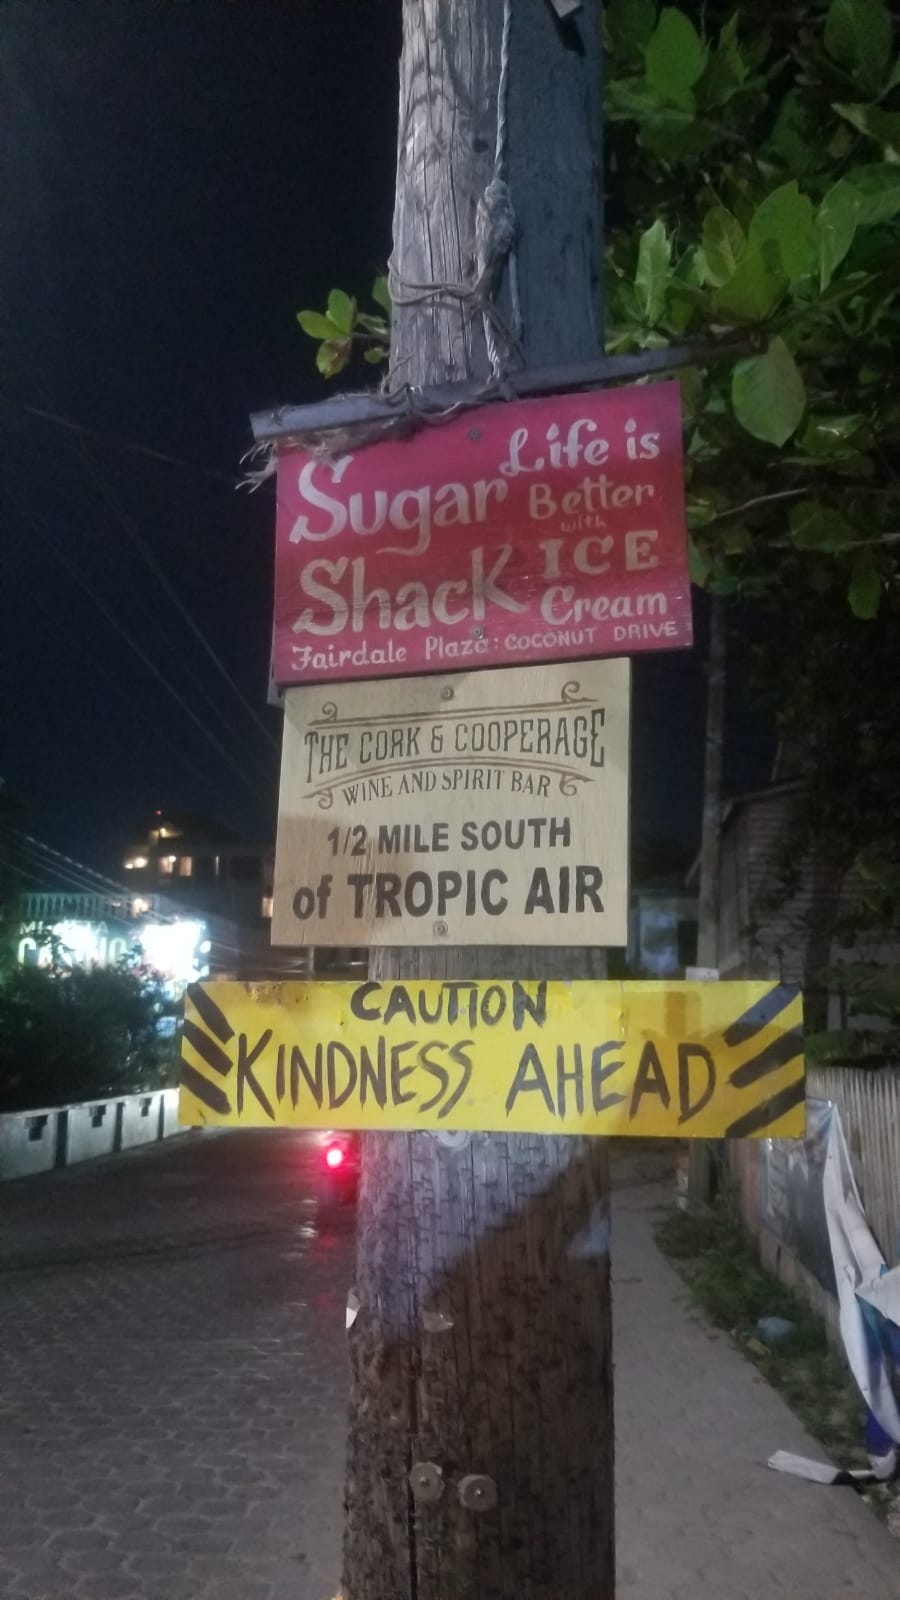 Sugar Shack
Life is
Better
with
ICE
Cream
Fairdale Plaza: COCONUT DRIVE
THE CORK & COOPERAGE
WINE AND SPIRIT BAR
1/2 MILE SOUTH
of TROPIC AIR
CAUTION
KINDNESS AHEAD
CASINO